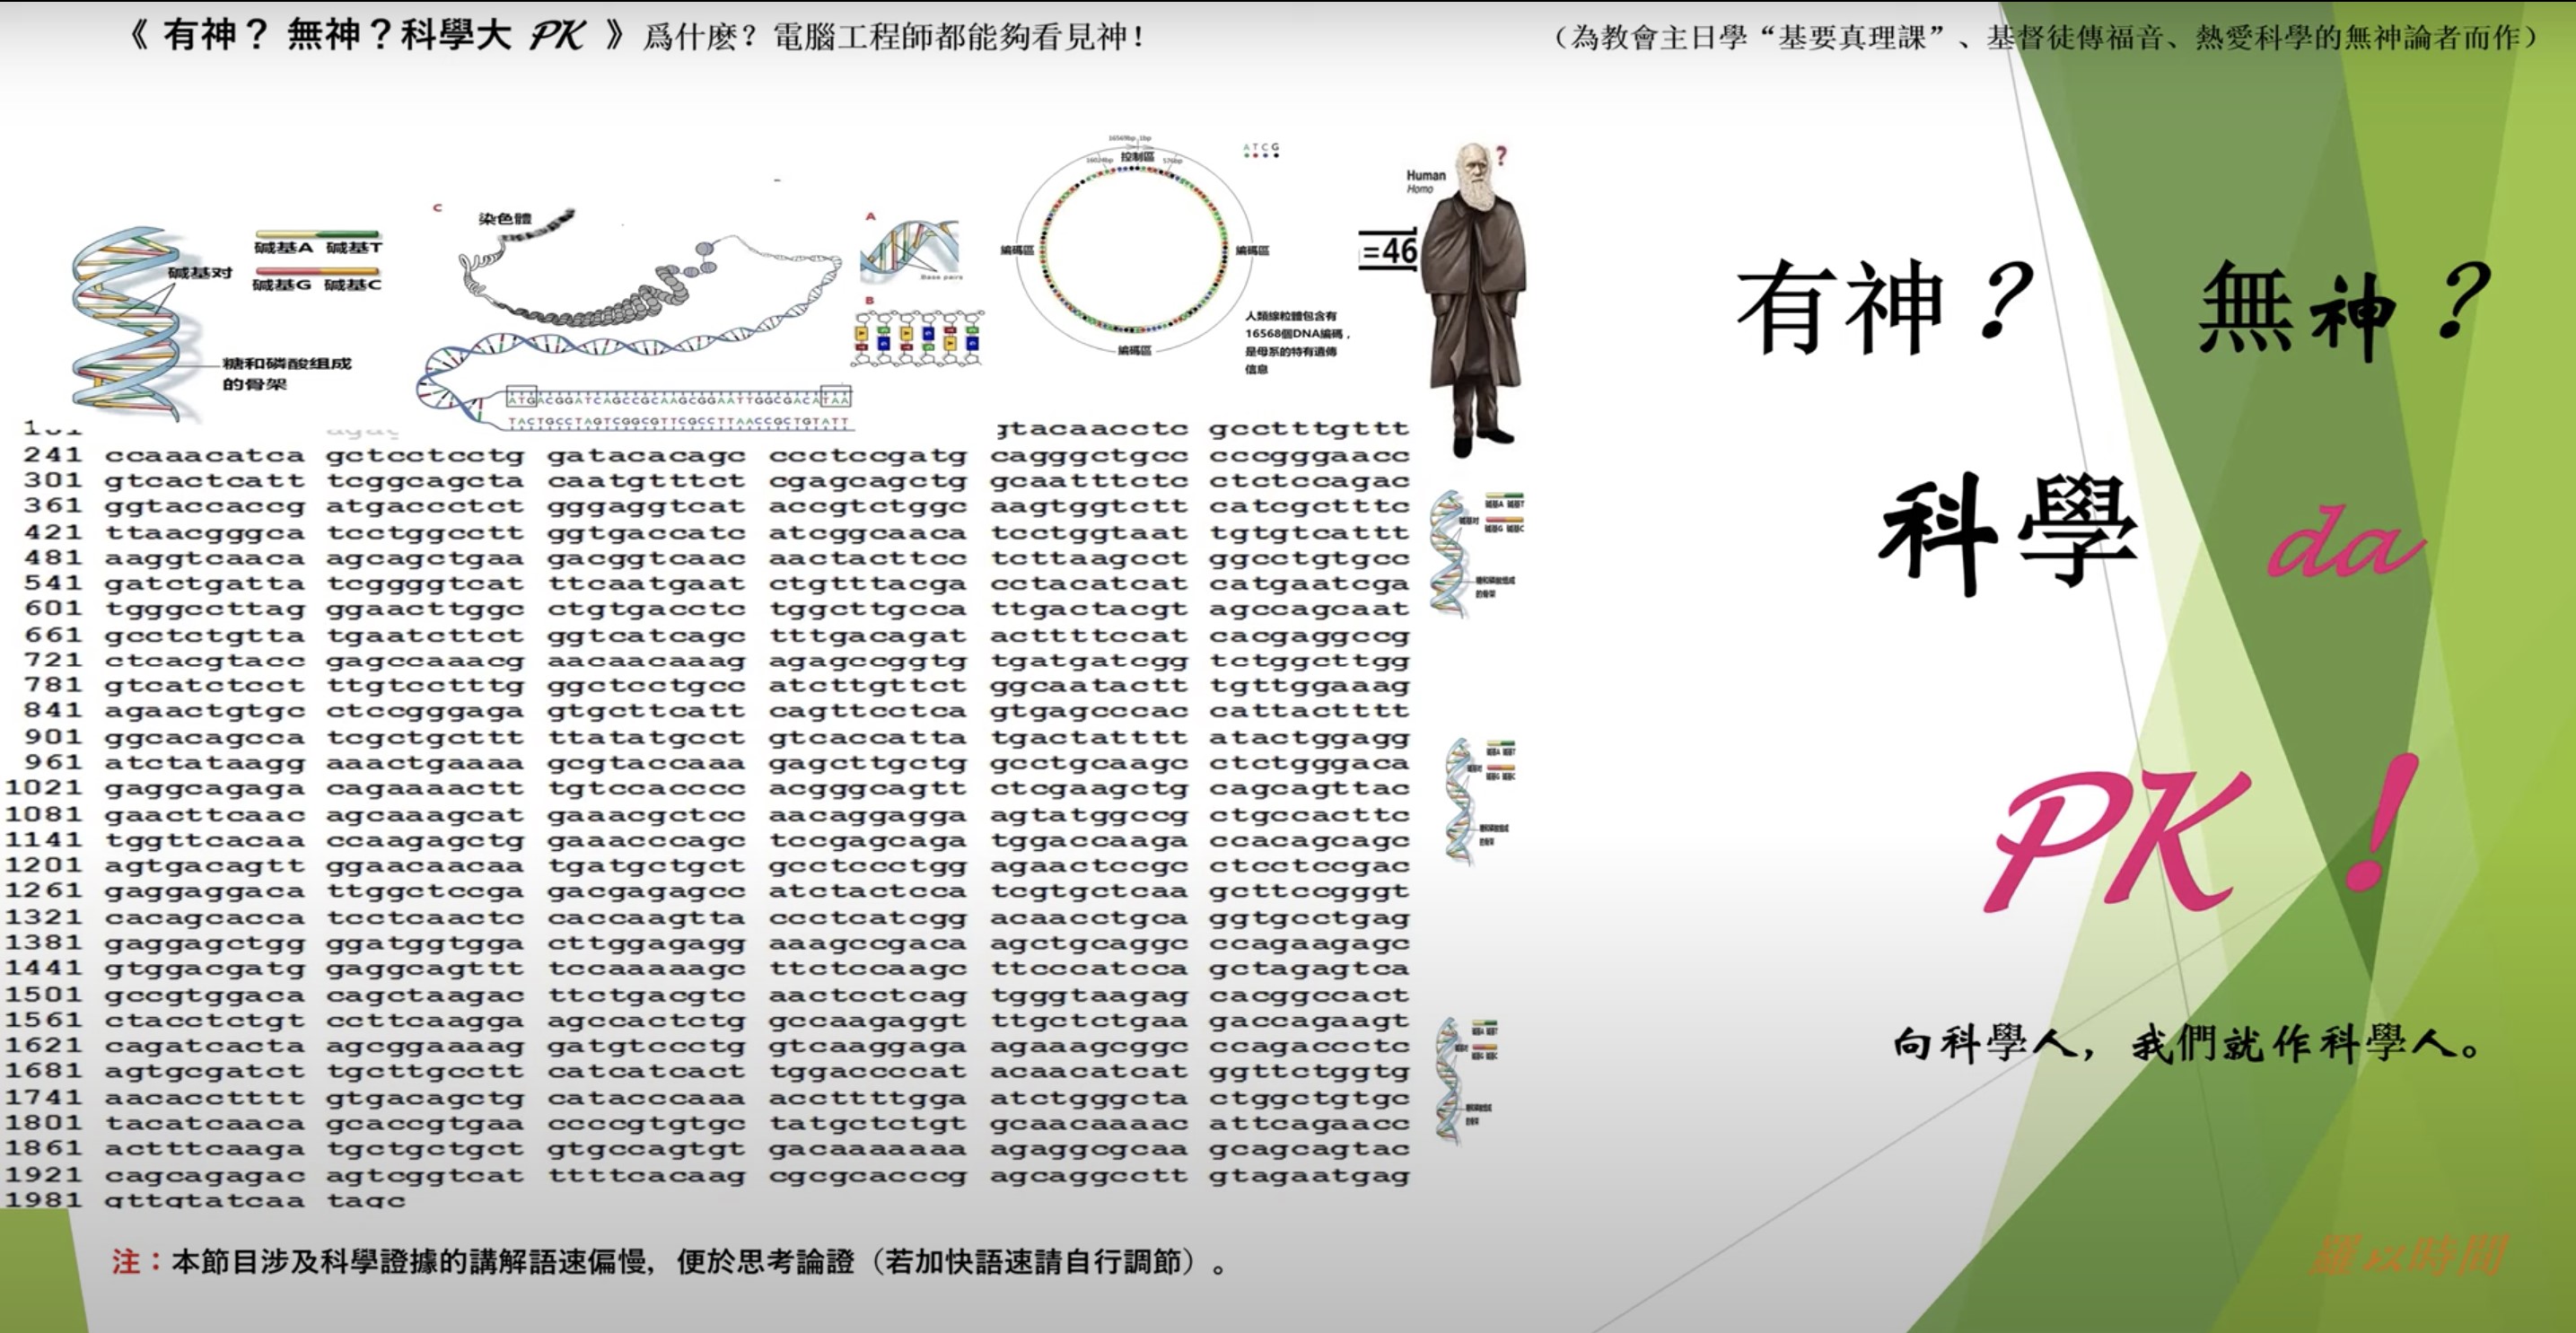 《 有神？ 無神？科學大 PK 》 爲什麽？電腦工程師都能夠看見神！
（為教會主日學“基要真理課”、基督徒傳福音、熱愛科學的無神論者而作）
碱基A 碱基T
碱基对
碱基G 碱基C
糖和磷酸组成
的骨架
C
染色體
ATGACGGATCAGCCGCAAGCGGAATTGGCGACATAA
TACTGCCTAGTCGGCGTTCGCCTTAACCGCTGTATT
A
Base pairs
B
16569bp 1bp
16024bp 控制區 576bp
編碼區 編碼區
編碼區
A T C G
人類線粒體包含有
16568個DNA編碼，
是母系的特有遺傳
信息
Human
Homo
?
=46
gtacaacctc gcctttgttt
241 ccaaacatca gctcctcctg gatacacagc ccctccgatg cagggctgcc cccgggaacc
301 gtcactcatt tcggcagcta caatgtttct cgagcagctg gcaatttctc ctctccagac
361 ggtaccaccg atgaccctct gggaggtcat accgtctggc aagtggtctt catcgctttc
421 ttaacgggca tcctggcctt ggtgaccatc atcggcaaca tcctggtaat tgtgtcattt
481 aaggtcaaca agcagctgaa gacggtcaac aactacttcc tcttaagcct ggcctgtgcc
541 gatctgatta tcggggtcat ttcaatgaat ctgtttacga cctacatcat catgaatcga
601 tgggccttag ggaacttggc ctgtgacctc tggcttgcca ttgactacgt agccagcaat
661 gcctctgtta tgaatcttct ggtcatcagc tttgacagat acttttccat cacgaggccg
721 ctcacgtacc gagccaaacg aacaacaaag agagccggtg tgatgatcgg tctggcttgg
781 gtcatctcct ttgtcctttg ggctcctgcc atcttgttct ggcaatactt tgttggaaag
841 agaactgtgc ctccgggaga gtgcttcatt cagttcctca gtgagcccac cattactttt
901 ggcacagcca tcgctgcttt ttatatgcct gtcaccatta tgactatttt atactggagg
961 atctataagg aaactgaaaa gcgtaccaaa gagcttgctg gcctgcaagc ctctgggaca
1021 gaggcagaga cagaaaactt tgtccacccc acgggcagtt ctcgaagctg cagcagttac
1081 gaacttcaac agcaaagcat gaaacgctcc aacaggagga agtatggccg ctgccacttc
1141 tggttcacaa ccaagagctg gaaacccagc tccgagcaga tggaccaaga ccacagcagc
1201 agtgacagtt ggaacaacaa tgatgctgct gcctccctgg agaactccgc ctcctccgac
1261 gaggaggaca ttggctccga gacgagagcc atctactcca tcgtgctcaa gcttccgggt
1321 cacagcacca tcctcaactc caccaagtta ccctcatcgg acaacctgca ggtgcctgag
1381 gaggagctgg ggatggtgga cttggagagg aaagccgaca agctgcaggc ccagaagagc
1441 gtggacgatg gaggcagttt tccaaaaagc ttctccaagc ttcccatcca gctagagtca
1501 gccgtggaca cagctaagac ttctgacgtc aactcctcag tgggtaagag cacggccact
1561 ctacctctgt ccttcaagga agccactctg gccaagaggt ttgctctgaa gaccagaagt
1621 cagatcacta agcggaaaag gatgtccctg gtcaaggaga agaaagcggc ccagaccctc
1681 agtgcgatct tgcttgcctt catcatcact tggaccccat acaacatcat ggttctggtg
1741 aacacctttt gtgacagctg catacccaaa accttttgga atctgggcta ctggctgtgc
1801 tacatcaaca gcaccgtgaa ccccgtgtgc tatgctctgt gcaacaaaac attcagaacc
1861 actttcaaga tgctgctgct gtgccagtgt gacaaaaaaa agaggcgcaa gcagcagtac
1921 cagcagagac agtcggtcat ttttcacaag cgcgcacccg agcaggcctt gtagaatgag
1981 gttgtatcaa tagc
注：本節目涉及科學證據的講解語速偏慢，便於思考論證（若加快語速請自行調節）。
有神？ 無神？
科學 da
PK！
向科學人，我們就作科學人。
羅以時間